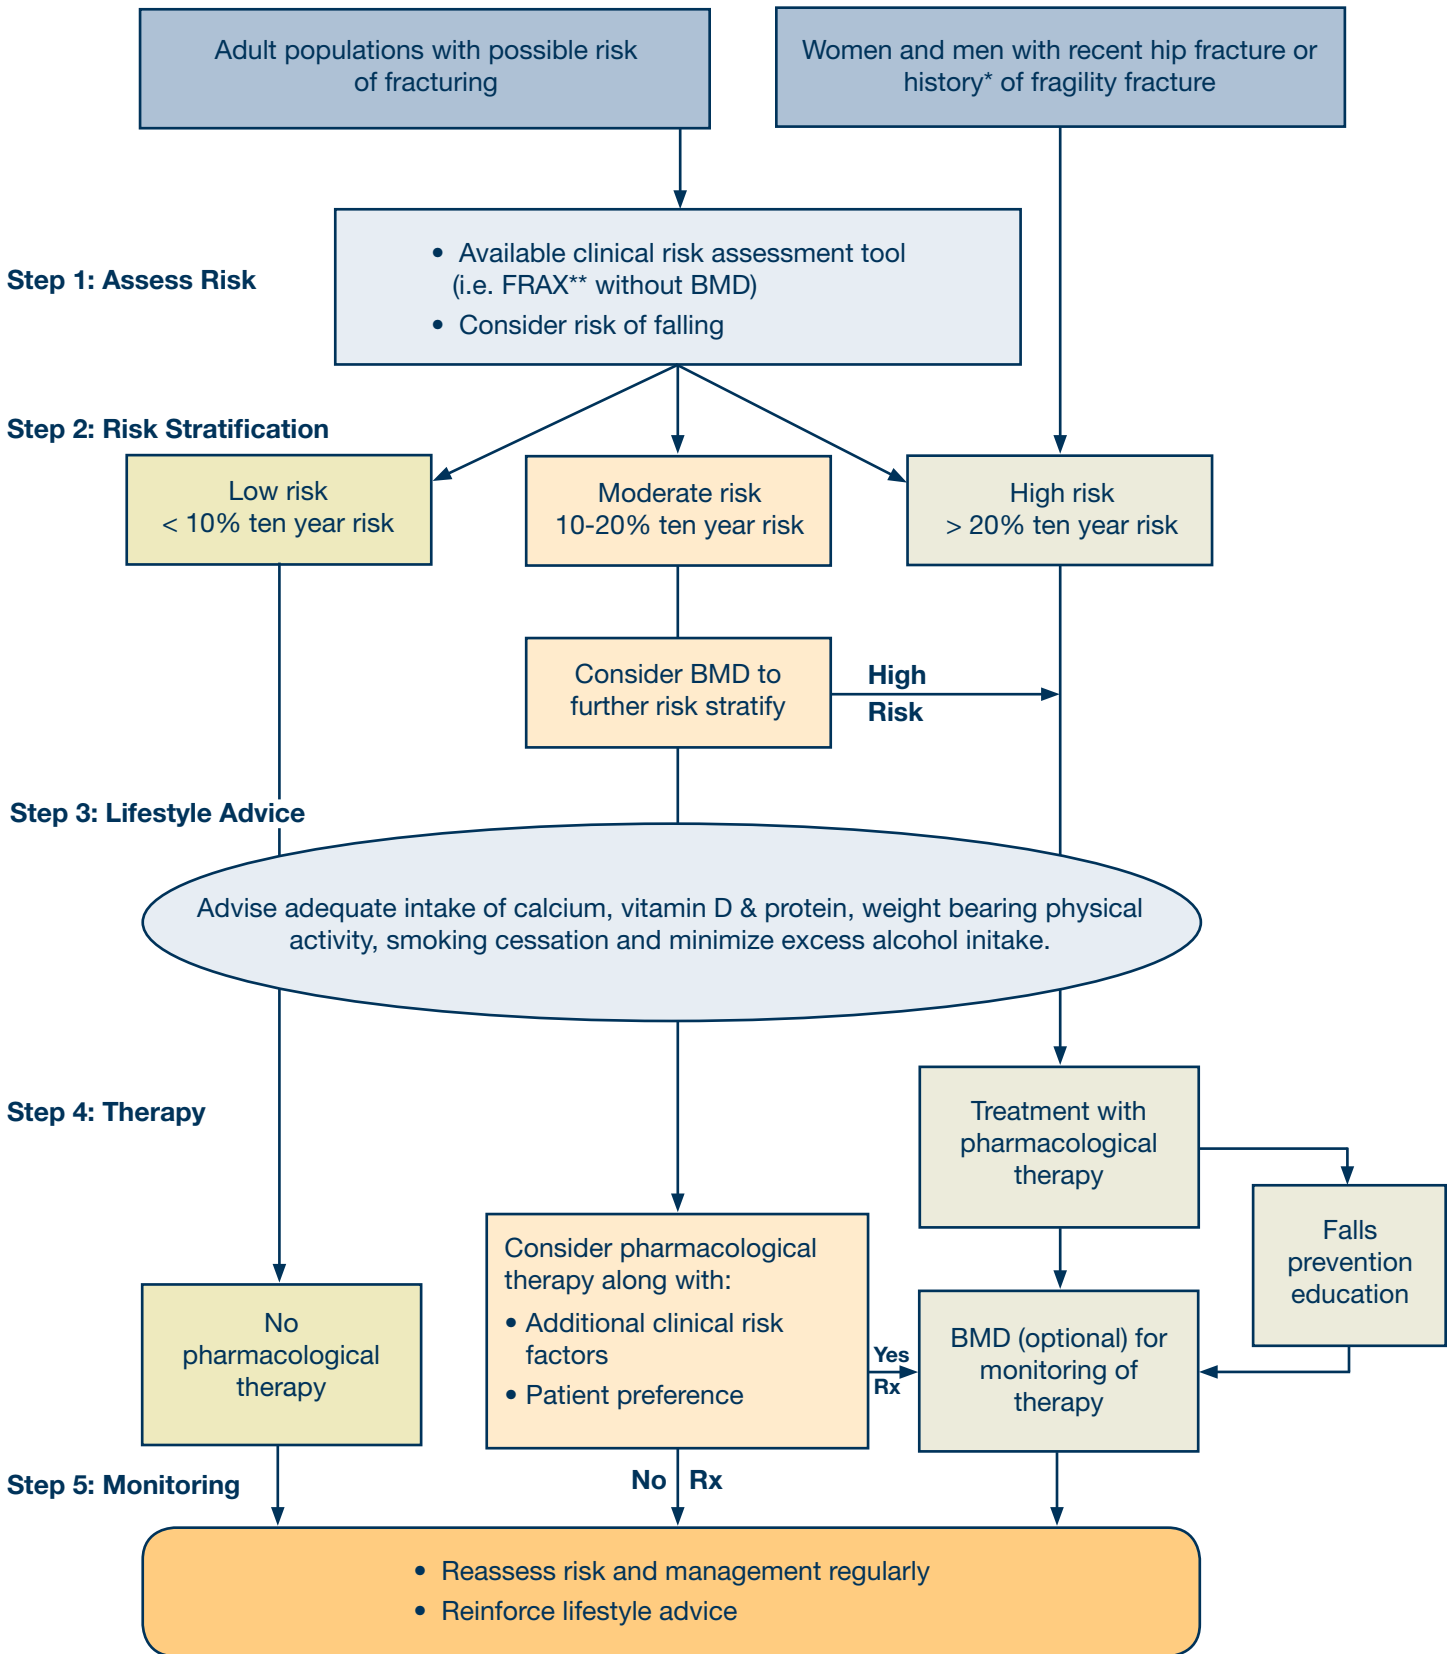 Adult populations with possible risk
of fracturing
Women and men with recent hip fracture or
history* of fragility fracture
Step 1: Assess Risk
• Available clinical risk assessment tool
(i.e. FRAX** without BMD)
• Consider risk of falling
Step 2: Risk Stratification
Low risk
< 10% ten year risk
Moderate risk
10-20% ten year risk
High risk
> 20% ten year risk
Consider BMD to
further risk stratify
High
Risk
Step 3: Lifestyle Advice
Advise adequate intake of calcium, vitamin D & protein, weight bearing physical
activity, smoking cessation and minimize excess alcohol initake.
Step 4: Therapy
Treatment with
pharmacological
therapy
Falls
prevention
education
No
pharmacological
therapy
Consider pharmacological
therapy along with:
• Additional clinical risk
factors
• Patient preference
Yes
Rx
BMD (optional) for
monitoring of
therapy
Step 5: Monitoring
No Rx
• Reassess risk and management regularly
• Reinforce lifestyle advice